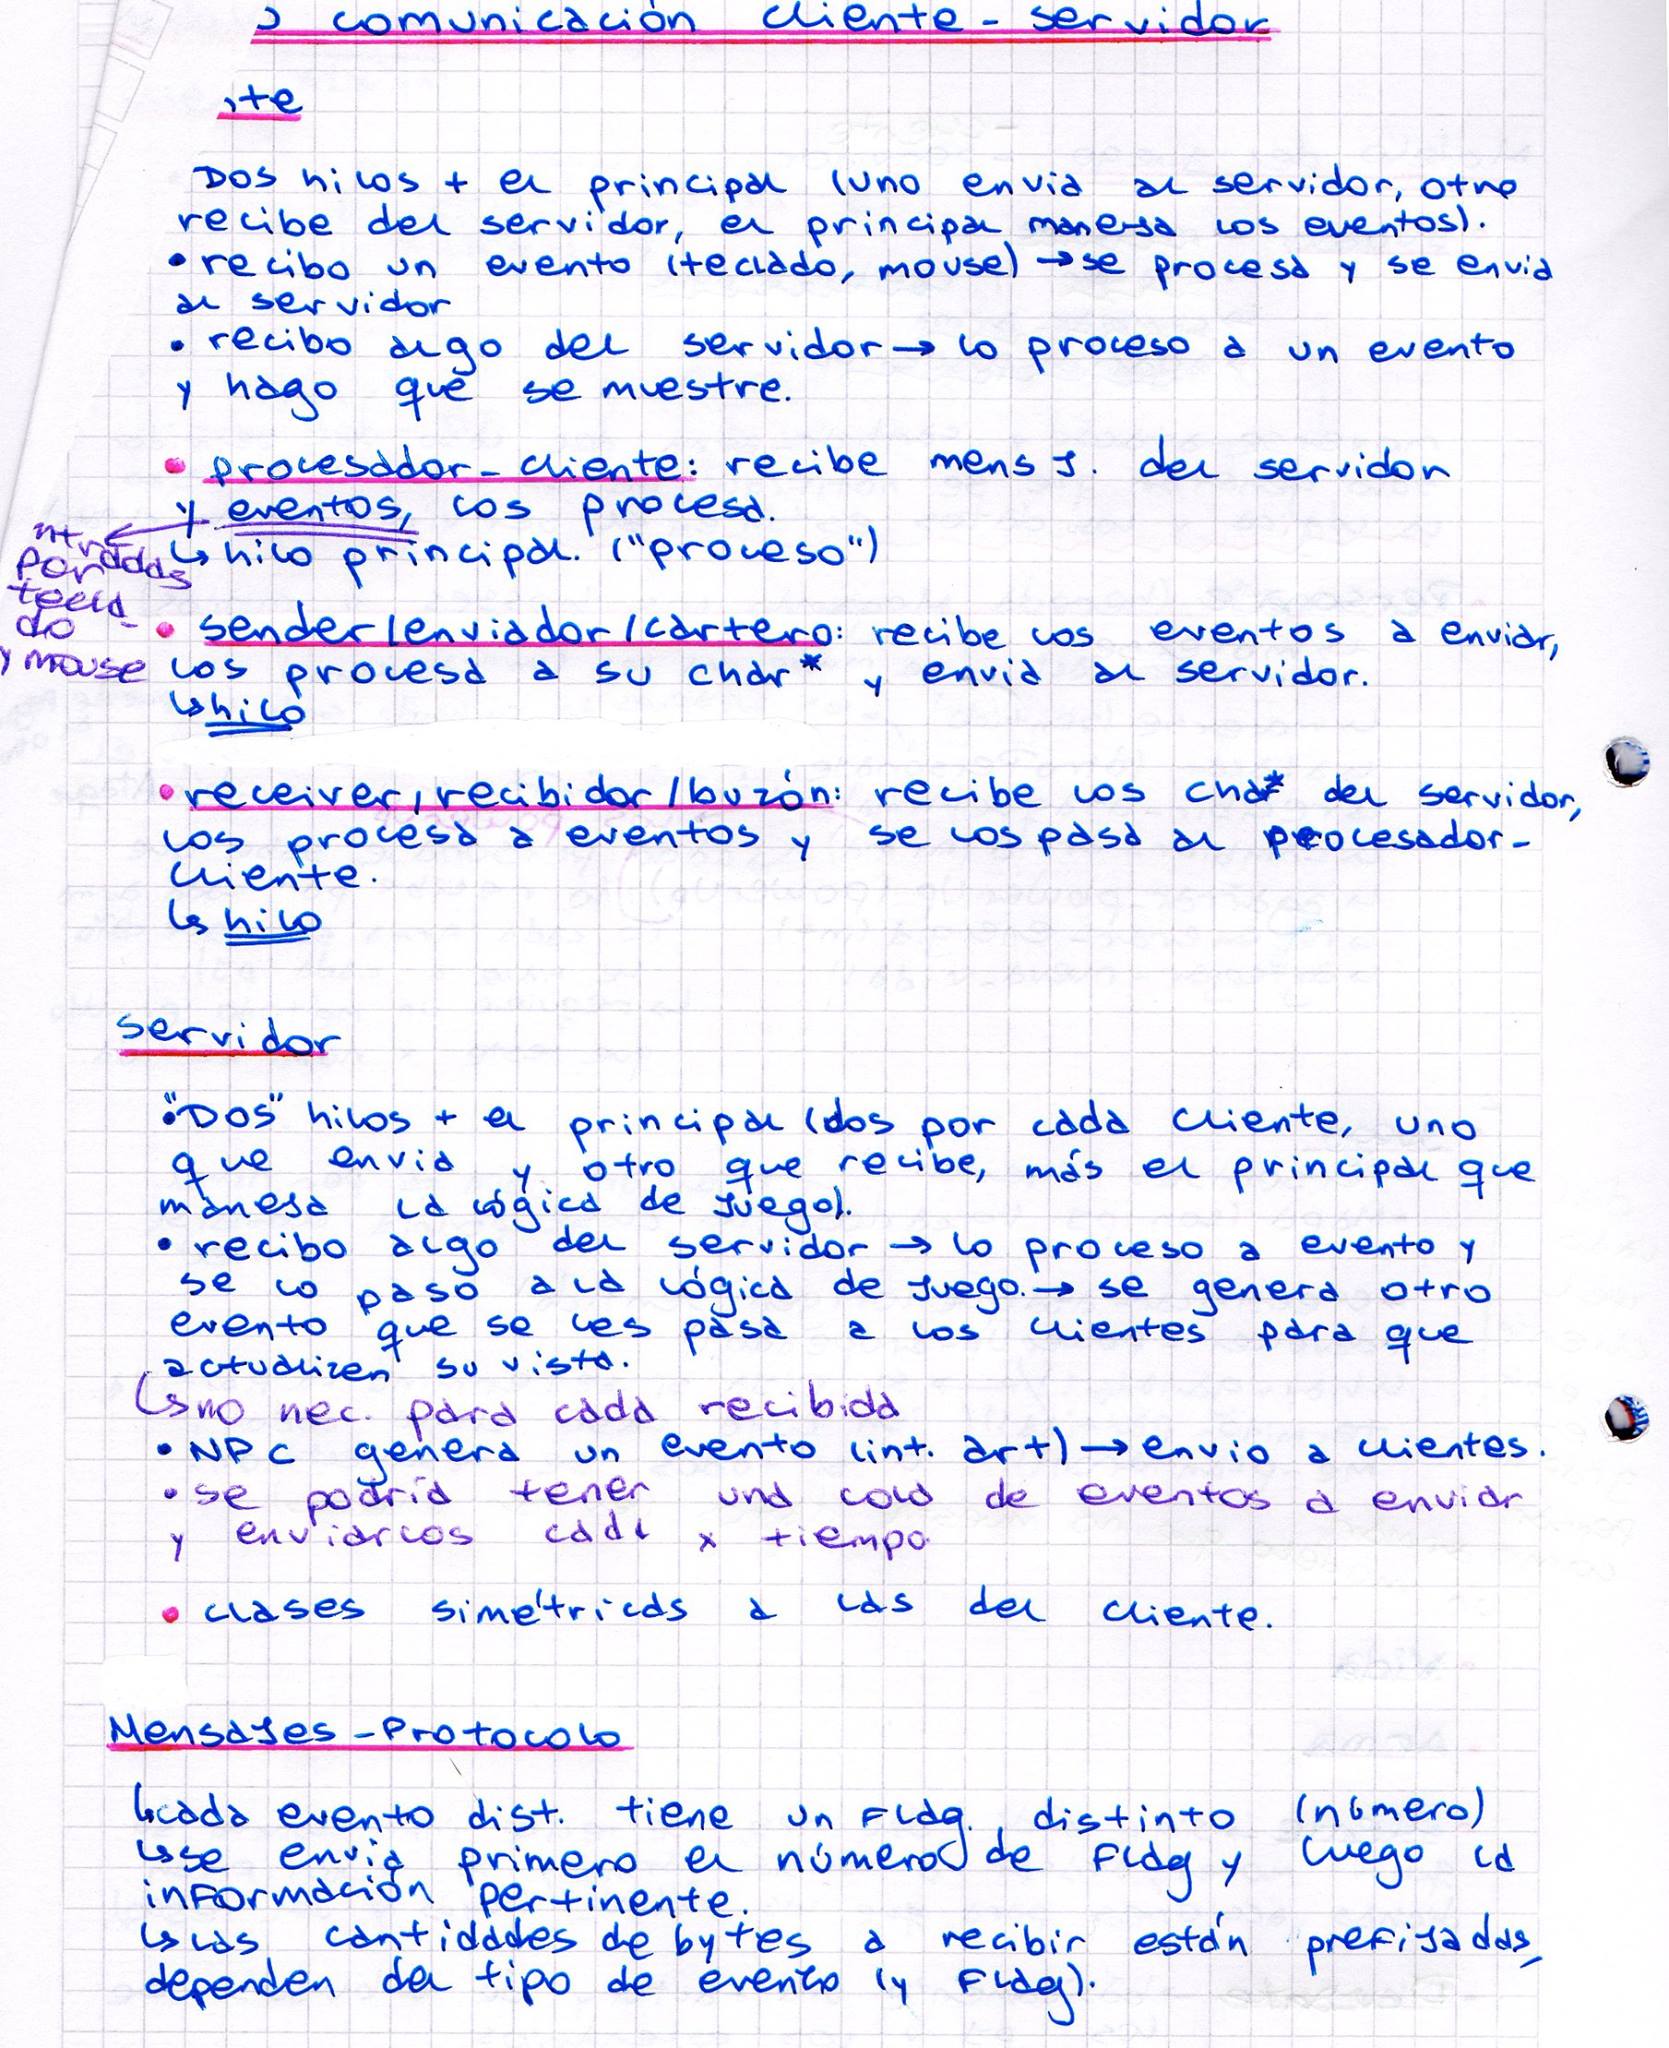 comunicación cliente-servidor
te
Dos hilos + el principal (uno envia al servidor, otro
recibe del servidor, el principal maneja los eventos).
• recibo un evento (teclado, mouse) → se procesa y se envia
al servidor
• recibo algo del servidor → lo proceso a un evento
y hago que se muestre.
• procesador-cliente: recibe mensj. del servidor
y eventos, los procesa.
↳ hilo principal. ("proceso")
ntradas
por
tecla
do -
y mouse
• sender/enviador/cartero: recibe los eventos a enviar,
los procesa a su char* y envia al servidor.
↳ hilo
• receiver/recibidor/buzón: recibe los char* del servidor,
los procesa a eventos y se los pasa al procesador-
cliente.
↳ hilo
servidor
• "Dos" hilos + el principal (dos por cada cliente, uno
que envia y otro que recibe, más el principal que
maneja la lógica de juego).
• recibo algo del servidor → lo proceso a evento y
se lo paso a la lógica de juego. → se genera otro
evento que se les pasa a los clientes para que
actualizen su vista.
↳ no nec. para cada recibida
• NPC genera un evento (int. art) → envio a clientes.
• se podría tener una cola de eventos a enviar
y enviarlos cada x tiempo
• clases simétricas a las del cliente.
Mensajes-Protocolo
↳ cada evento dist. tiene un Flag distinto (número)
↳ se envia primero el número de Flag y luego la
información pertinente.
↳ las cantidades de bytes a recibir están prefijadas,
dependen del tipo de evento (y Flag).